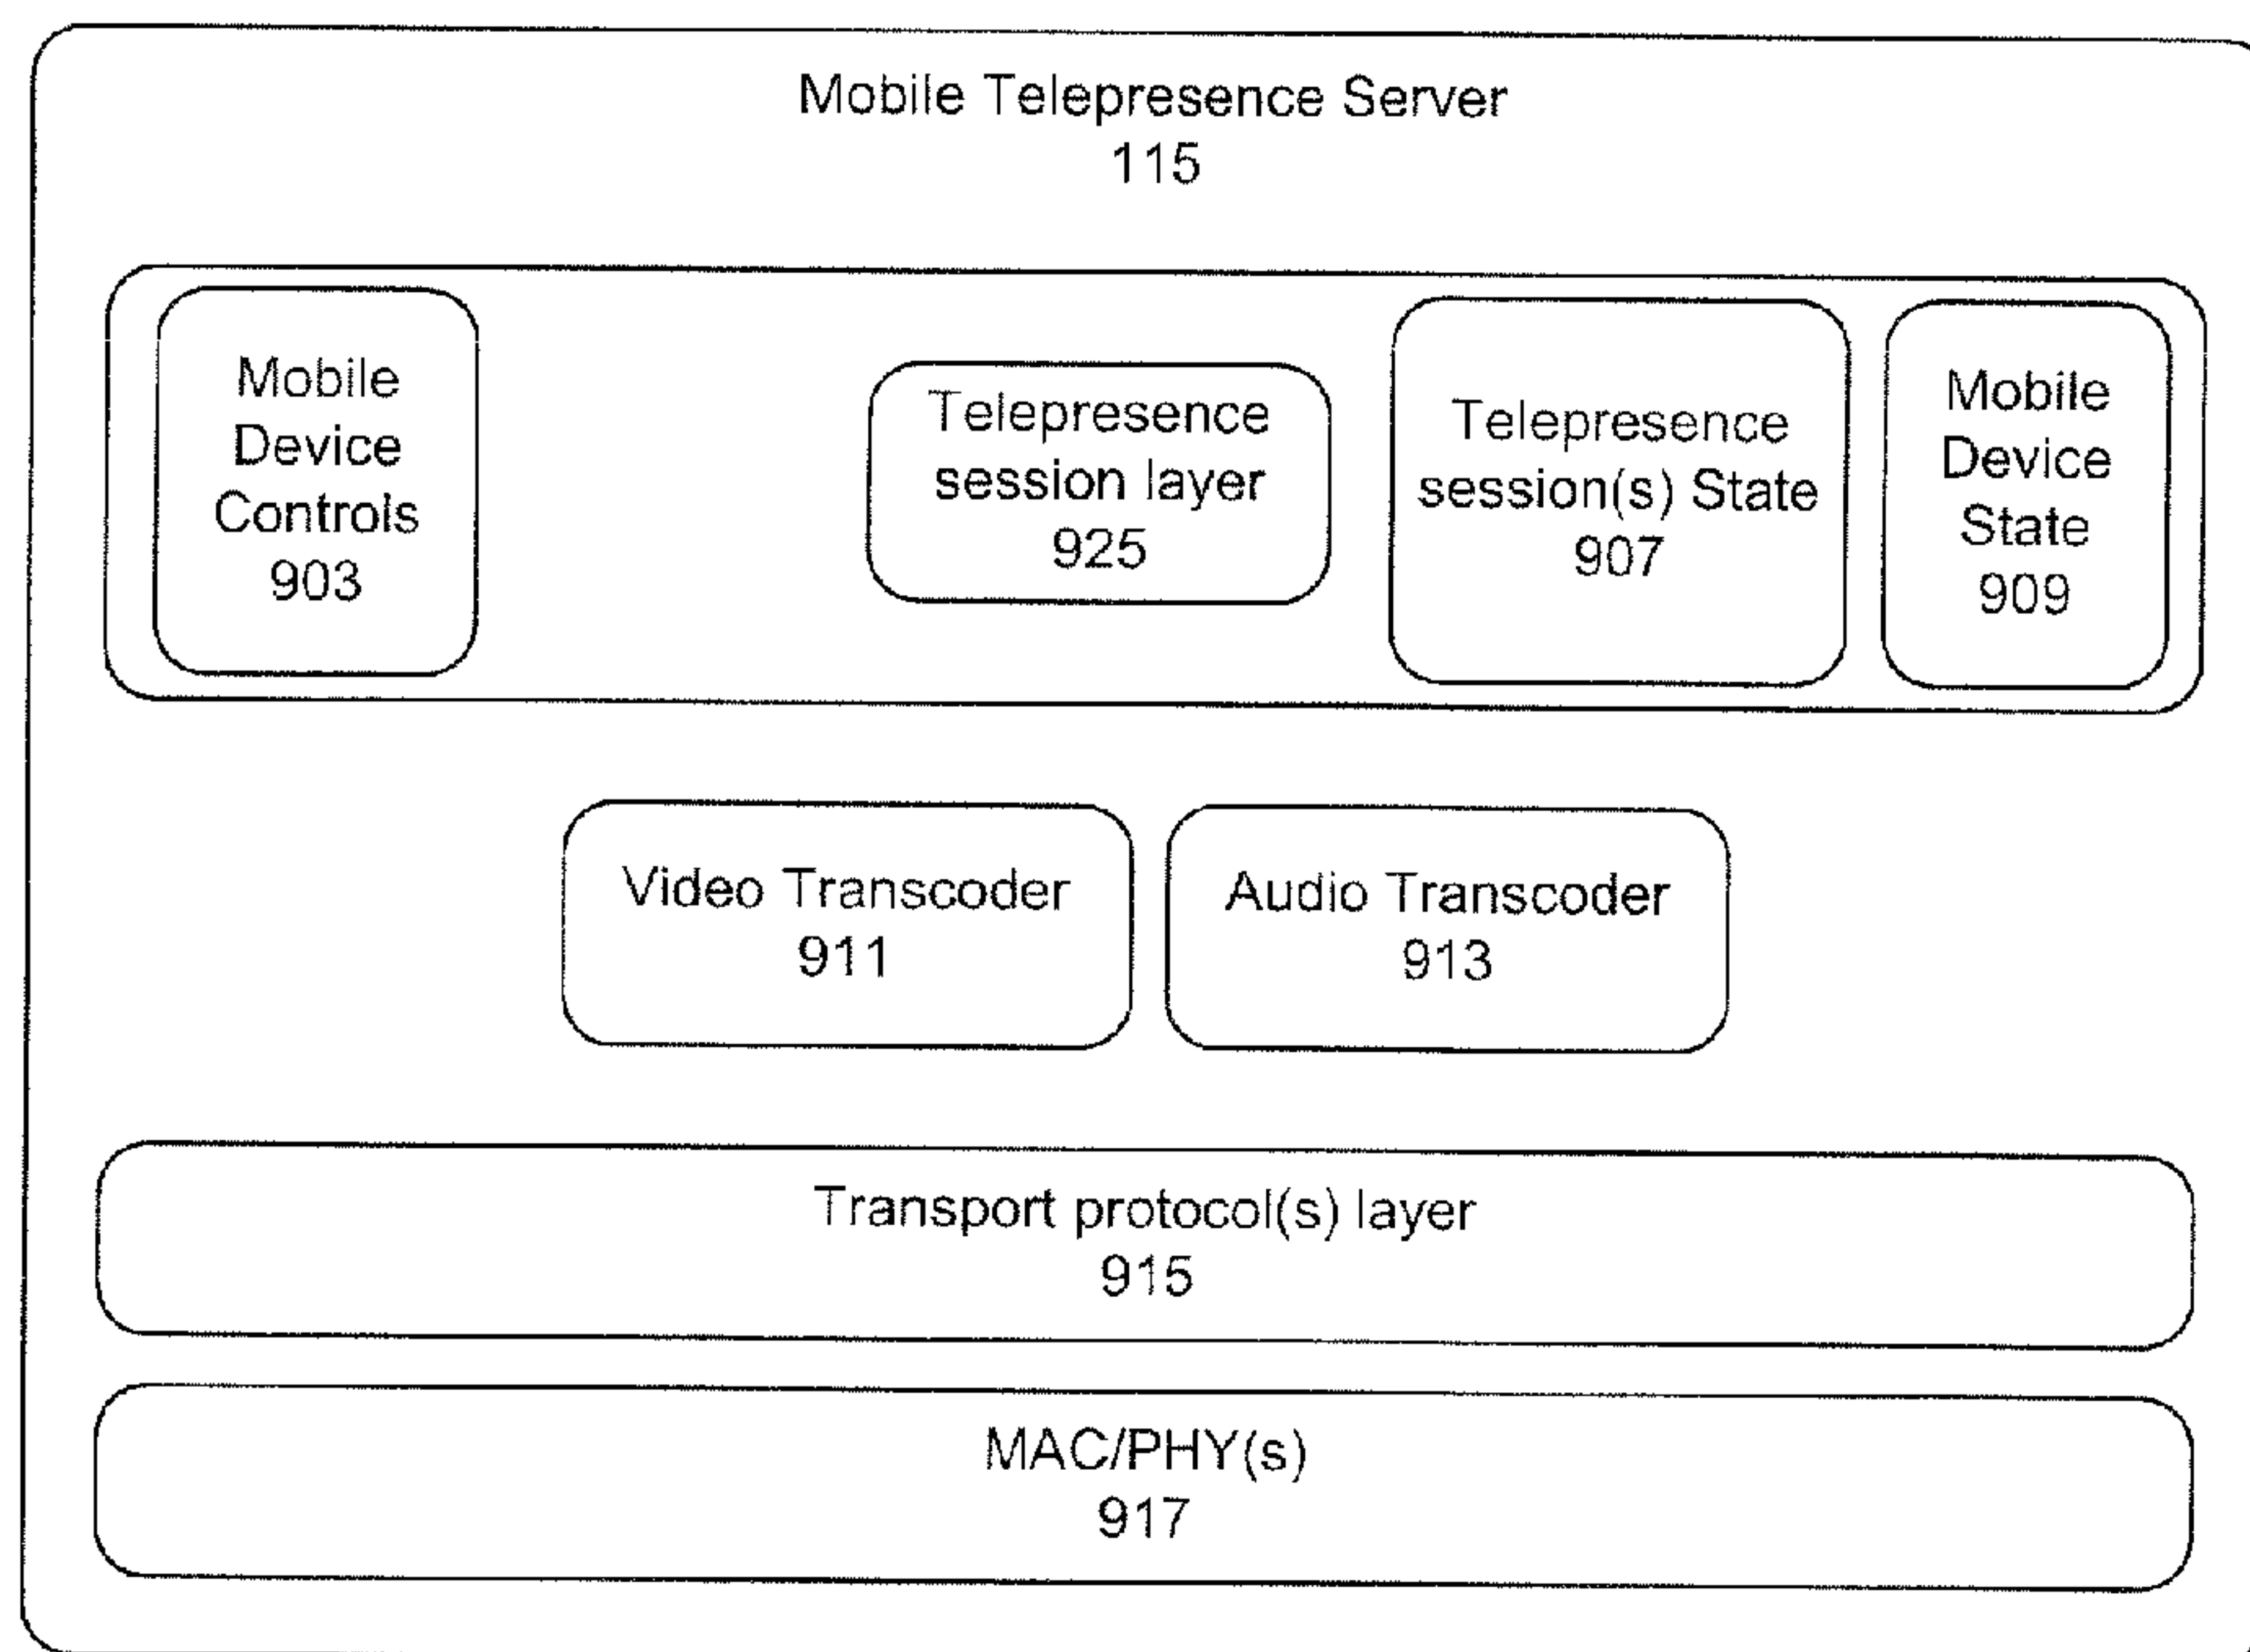 Mobile Telepresence Server
115
Mobile
Device
Controls
903
Telepresence
session layer
925
Telepresence
session(s) State
907
Mobile
Device
State
909
Video Transcoder
911
Audio Transcoder
913
Transport protocol(s) layer
915
MAC/PHY(s)
917